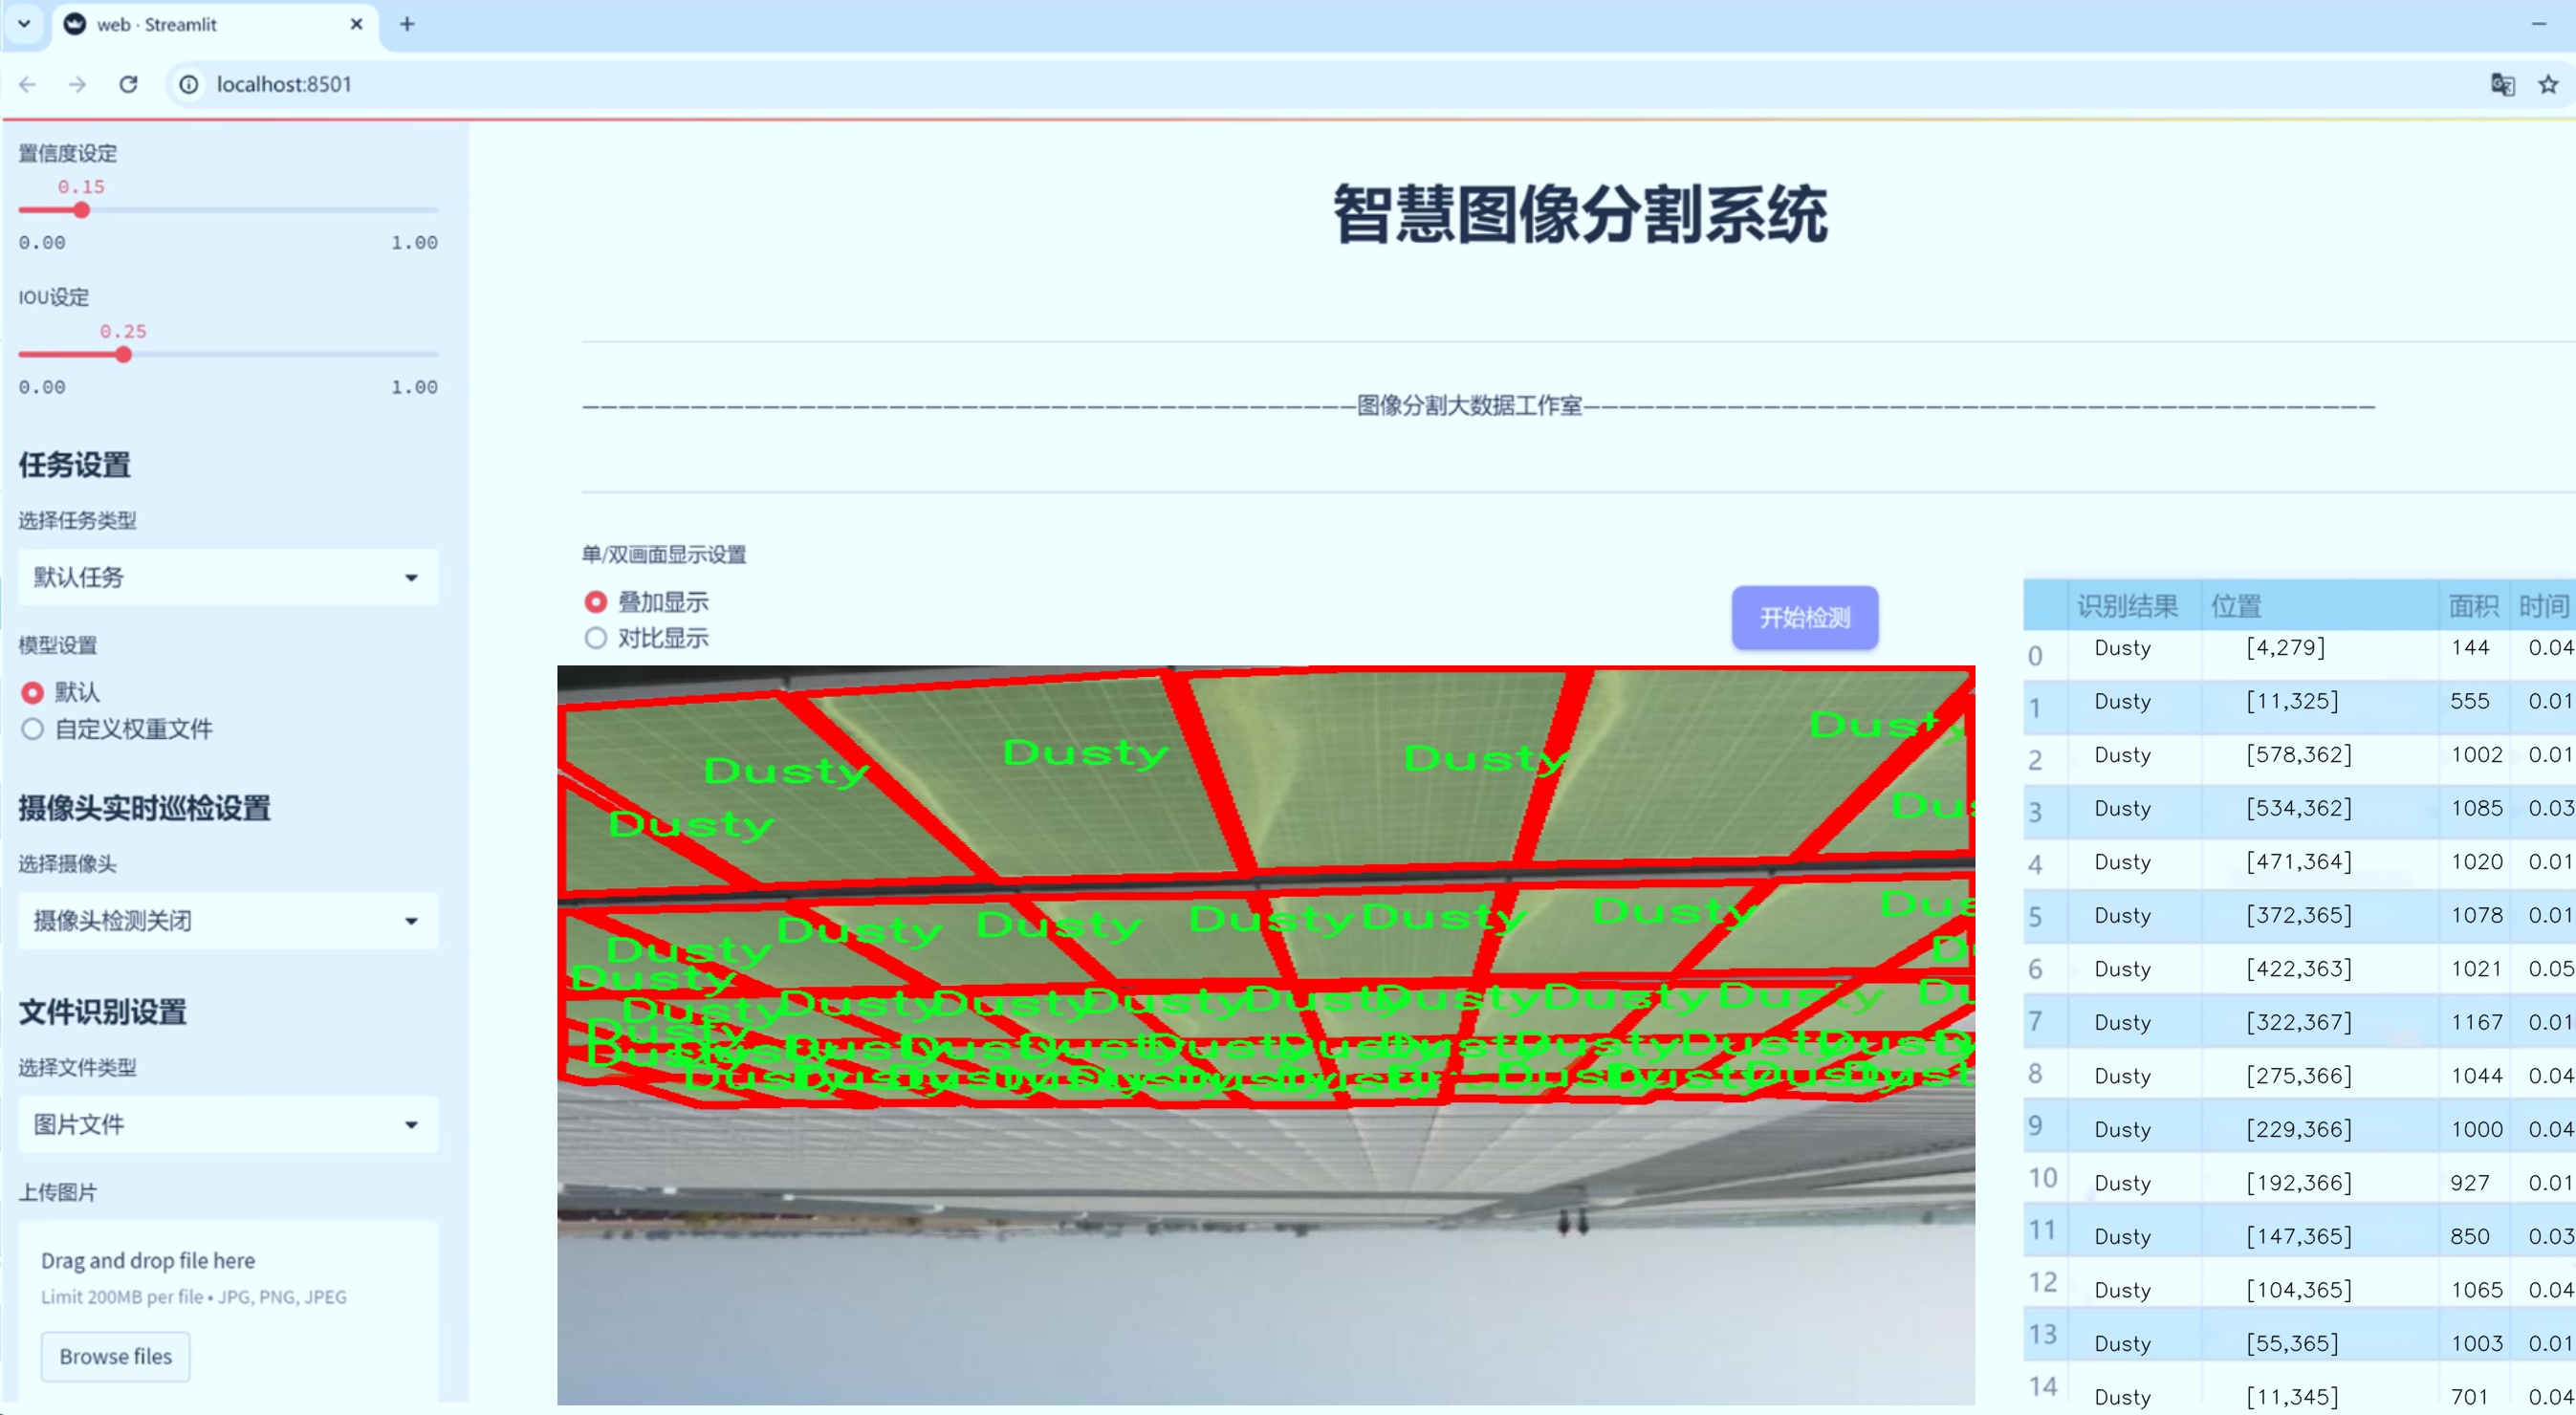 web · Streamlit
localhost:8501
置信度设定
0.15
0.00 1.00
IOU设定
0.25
0.00 1.00
任务设置
选择任务类型
默认任务
模型设置
默认
自定义权重文件
摄像头实时巡检设置
选择摄像头
摄像头检测关闭
文件识别设置
选择文件类型
图片文件
上传图片
Drag and drop file here
Limit 200MB per file • JPG, PNG, JPEG
Browse files
智慧图像分割系统
图像分割大数据工作室
单/双画面显示设置
叠加显示
对比显示
开始检测
Dusty
Dusty
Dusty
Dusty
Dusty
Dusty Dusty Dusty Dusty Dusty Dusty
Dusty
Dusty Dusty Dusty Dusty Dusty Dusty Dusty Dusty
识别结果 位置 面积 时间
0 Dusty [4,279] 144 0.04
1 Dusty [11,325] 555 0.01
2 Dusty [578,362] 1002 0.01
3 Dusty [534,362] 1085 0.03
4 Dusty [471,364] 1020 0.01
5 Dusty [372,365] 1078 0.01
6 Dusty [422,363] 1021 0.05
7 Dusty [322,367] 1167 0.01
8 Dusty [275,366] 1044 0.04
9 Dusty [229,366] 1000 0.04
10 Dusty [192,366] 927 0.01
11 Dusty [147,365] 850 0.03
12 Dusty [104,365] 1065 0.04
13 Dusty [55,365] 1003 0.01
14 Dusty [11,345] 701 0.04